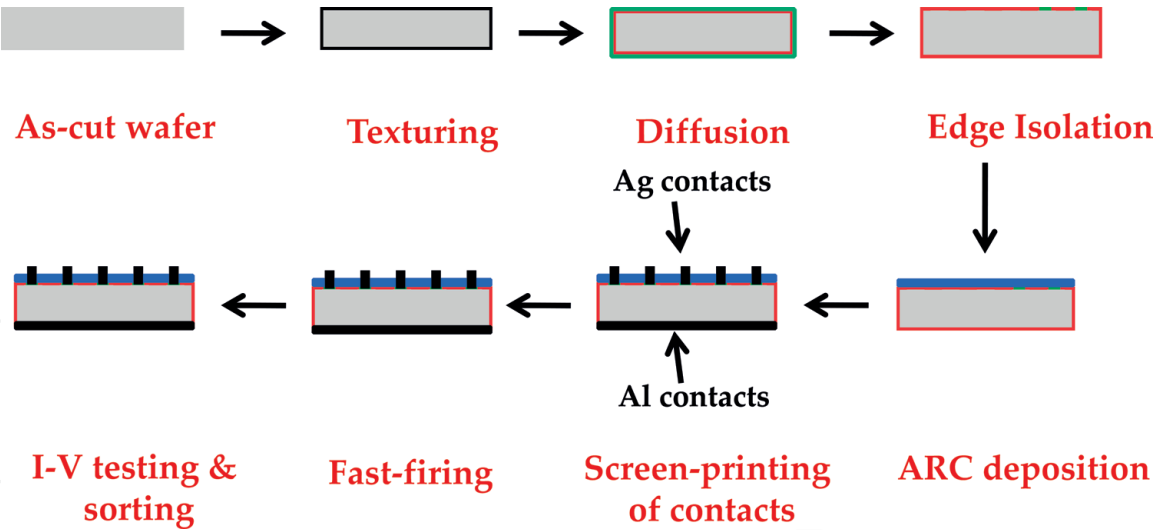 As-cut wafer
Texturing
Diffusion
Edge Isolation
Ag contacts
Al contacts
I-V testing &
sorting
Fast-firing
Screen-printing
of contacts
ARC deposition